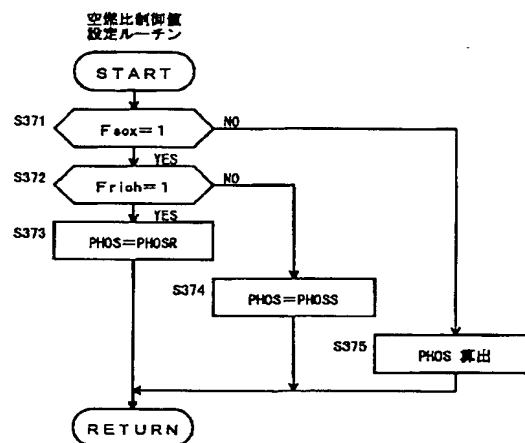 空燃比制御値
設定ルーチン
START
S371
Fsox=1
NO
YES
S372
Frich=1
NO
YES
S373
PHOS=PHOSR
S374
PHOS=PHOSS
S375
PHOS 算出
RETURN